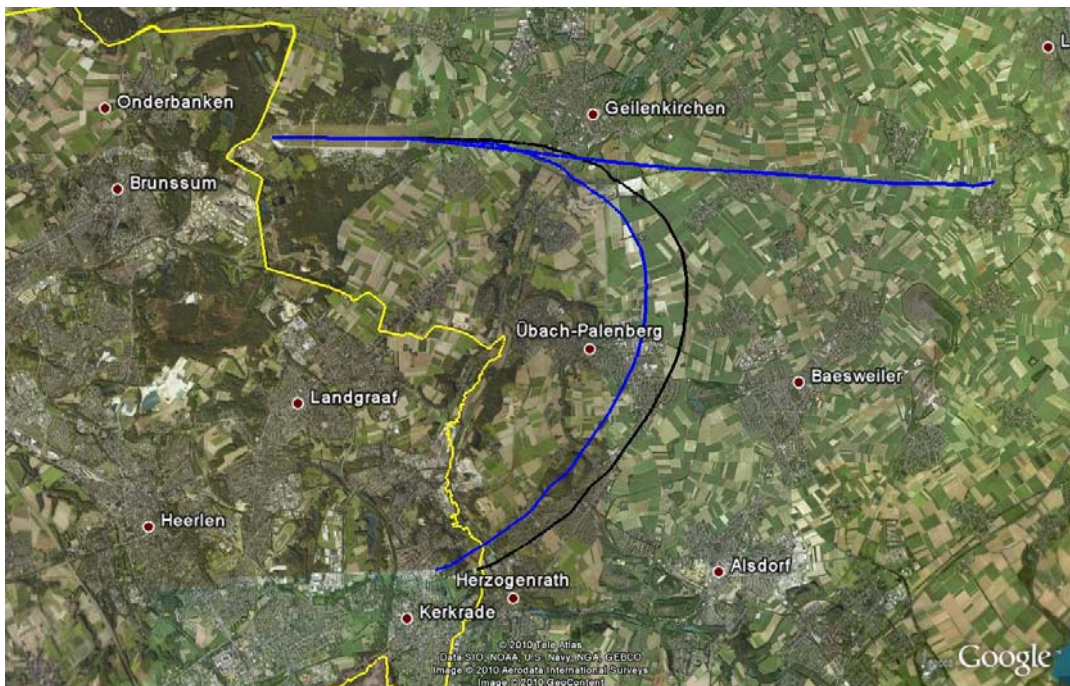 L
Onderbanken
Geilenkirchen
Brunssum
Übach-Palenberg
Baesweiler
Landgraaf
Heerlen
Alsdorf
Herzogenrath
Kerkrade
© 2010 Tele Atlas
Data SIO, NOAA, U.S. Navy, NGA, GEBCO
Image © 2010 Aerodata International Surveys
Image © 2010 GeoContent
Google